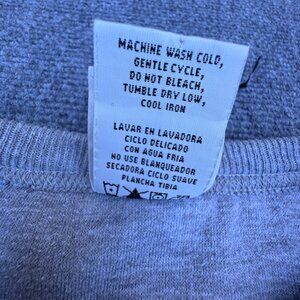 MACHINE WASH COLD,
GENTLE CYCLE,
DO NOT BLEACH,
TUMBLE DRY LOW,
COOL IRON
LAVAR EN LAVADORA
CICLO DELICADO
CON AGUA FRIA
NO USE BLANQUEADOR
SECADORA CICLO SUAVE
PLANCHA TIBIA